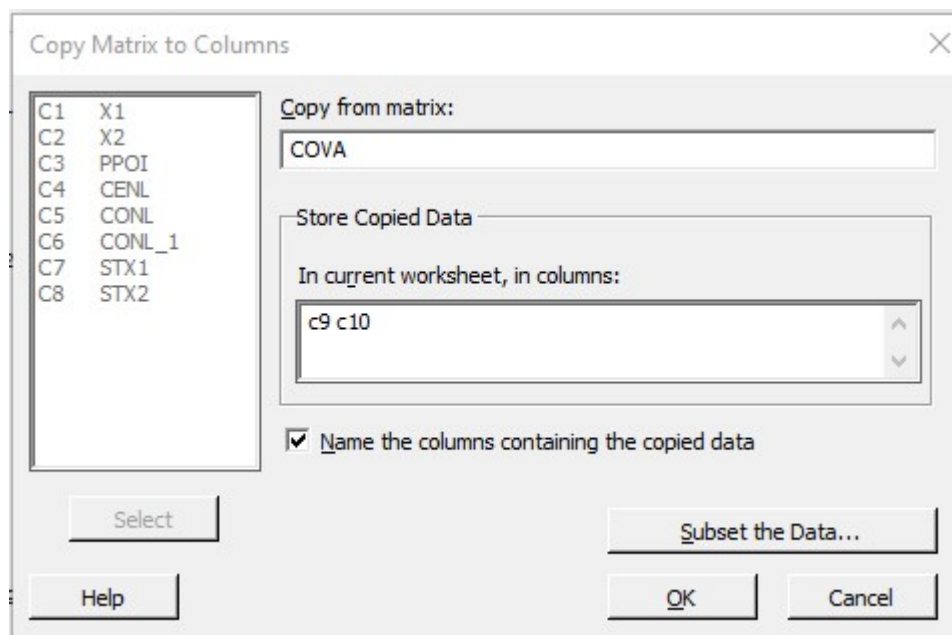 Copy Matrix to Columns
C1 X1
C2 X2
C3 PPOI
C4 CENL
C5 CONL
C6 CONL_1
C7 STX1
C8 STX2
Copy from matrix:
COVA
Store Copied Data
In current worksheet, in columns:
c9 c10
Name the columns containing the copied data
Select
Subset the Data...
Help
OK
Cancel